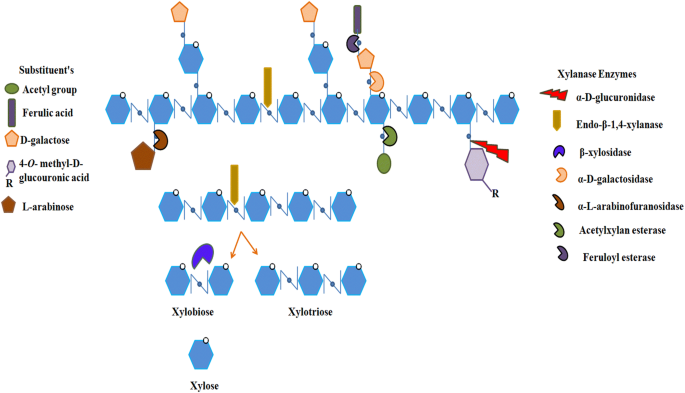 Substituent's
Acetyl group
Ferulic acid
D-galactose
4-O- methyl-D-
glucouronic acid
R
L-arabinose
R
Xylanase Enzymes
α-D-glucuronidase
Endo-β-1,4-xylanase
β-xylosidase
α-D-galactosidase
α-L-arabinofuranosidase
Acetylxylan esterase
Feruloyl esterase
Xylobiose
Xylotriose
Xylose